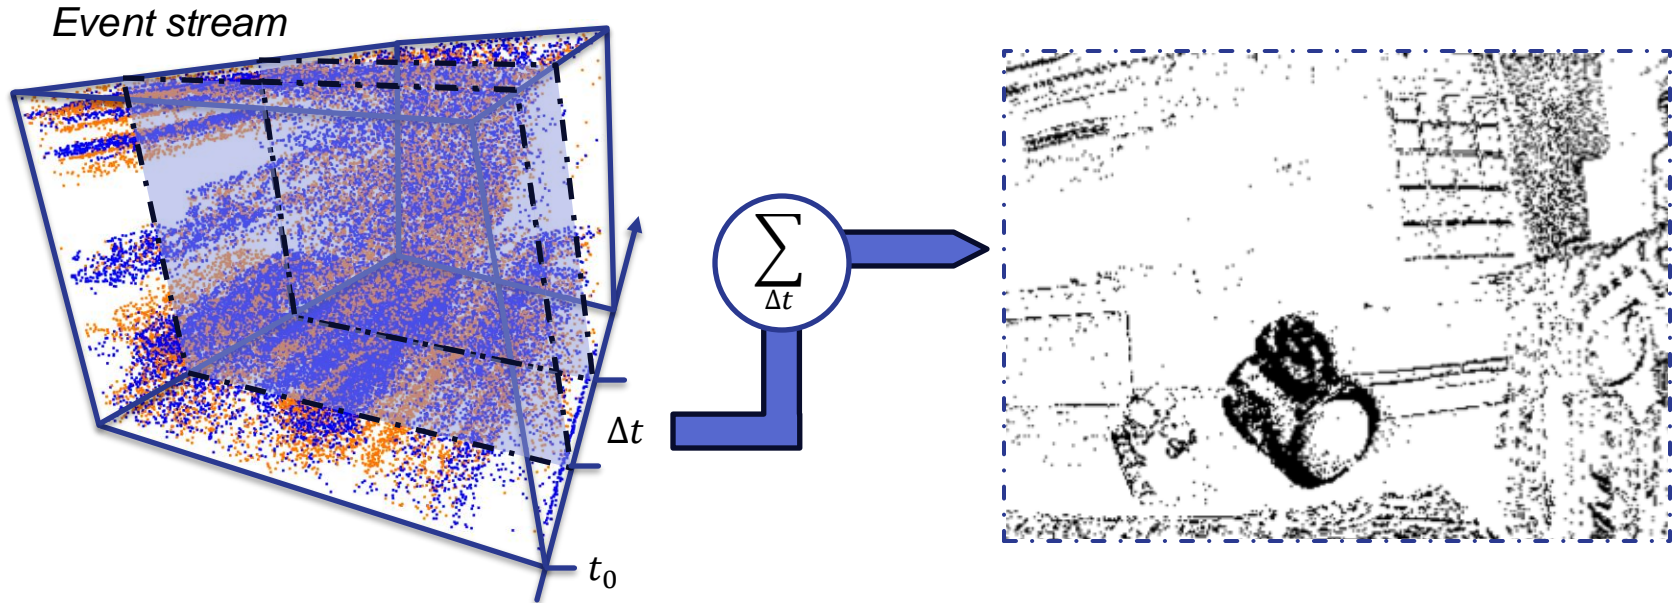 Event stream
∑
Δt
Δt
t₀